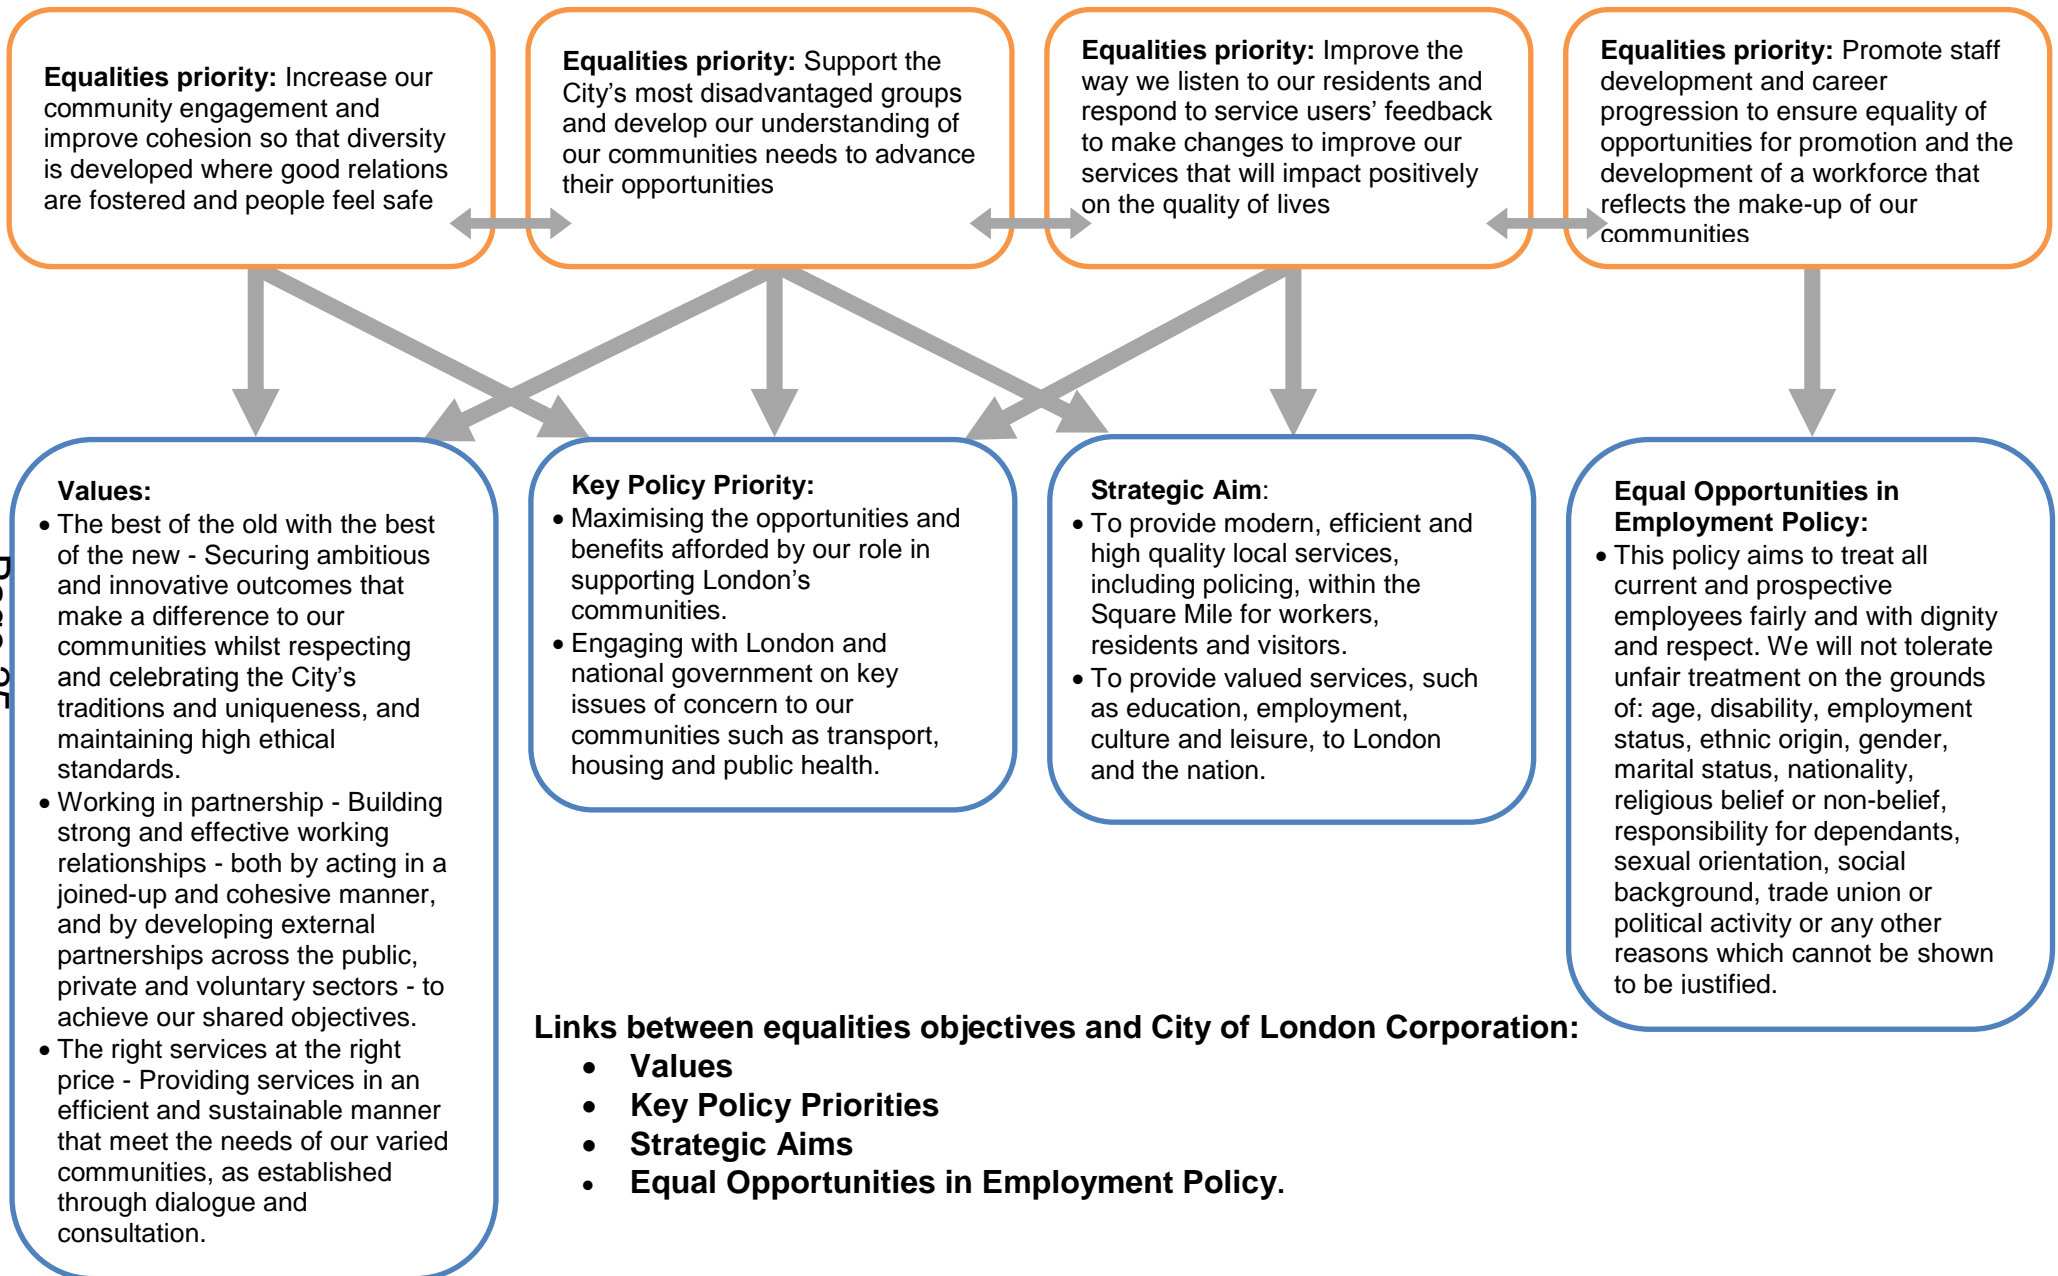 Equalities priority: Increase our
community engagement and
improve cohesion so that diversity
is developed where good relations
are fostered and people feel safe
Equalities priority: Support the
City's most disadvantaged groups
and develop our understanding of
our communities needs to advance
their opportunities
Equalities priority: Improve the
way we listen to our residents and
respond to service users' feedback
to make changes to improve our
services that will impact positively
on the quality of lives
Equalities priority: Promote staff
development and career
progression to ensure equality of
opportunities for promotion and the
development of a workforce that
reflects the make-up of our
communities
Values:
• The best of the old with the best
of the new - Securing ambitious
and innovative outcomes that
make a difference to our
communities whilst respecting
and celebrating the City's
traditions and uniqueness, and
maintaining high ethical
standards.
• Working in partnership - Building
strong and effective working
relationships - both by acting in a
joined-up and cohesive manner,
and by developing external
partnerships across the public,
private and voluntary sectors - to
achieve our shared objectives.
• The right services at the right
price - Providing services in an
efficient and sustainable manner
that meet the needs of our varied
communities, as established
through dialogue and
consultation.
Key Policy Priority:
• Maximising the opportunities and
benefits afforded by our role in
supporting London's
communities.
• Engaging with London and
national government on key
issues of concern to our
communities such as transport,
housing and public health.
Strategic Aim:
• To provide modern, efficient and
high quality local services,
including policing, within the
Square Mile for workers,
residents and visitors.
• To provide valued services, such
as education, employment,
culture and leisure, to London
and the nation.
Equal Opportunities in
Employment Policy:
• This policy aims to treat all
current and prospective
employees fairly and with dignity
and respect. We will not tolerate
unfair treatment on the grounds
of: age, disability, employment
status, ethnic origin, gender,
marital status, nationality,
religious belief or non-belief,
responsibility for dependants,
sexual orientation, social
background, trade union or
political activity or any other
reasons which cannot be shown
to be justified.
Links between equalities objectives and City of London Corporation:
• Values
• Key Policy Priorities
• Strategic Aims
• Equal Opportunities in Employment Policy.